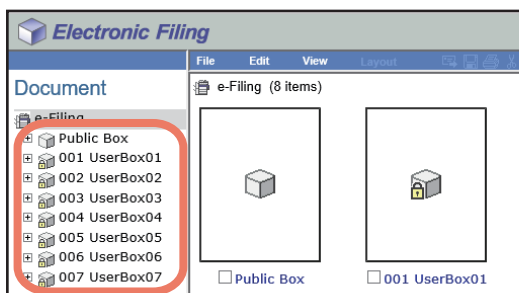 Electronic Filing
File Edit View Layout
Document
e-Filing (8 items)
e-Filing
Public Box
001 UserBox01
002 UserBox02
003 UserBox03
004 UserBox04
005 UserBox05
006 UserBox06
007 UserBox07
Public Box
001 UserBox01